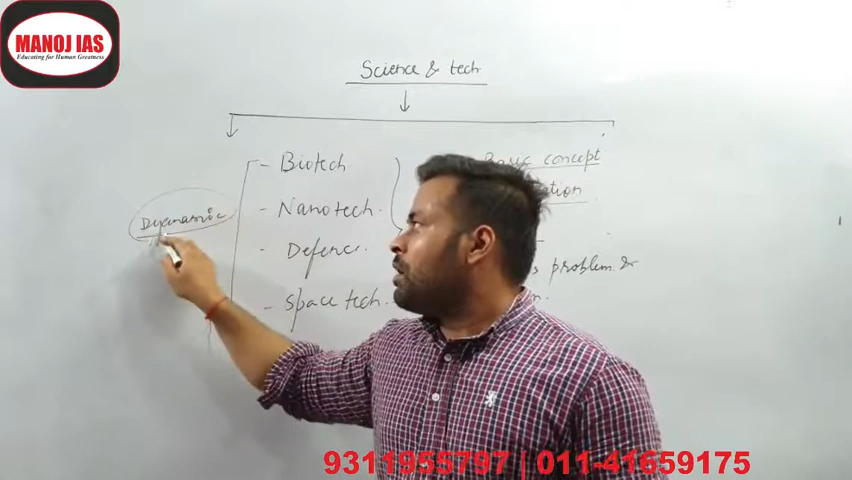 MANOJ IAS
Educating for Human Greatness
Science & tech
- Biotech
- Nanotech
- Defence
- Space tech
Dynamic
Basic concept
problem &
9311955797 | 011-41659175